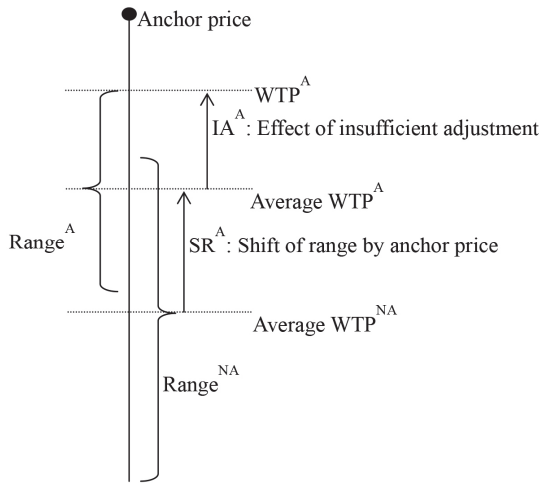 Anchor price
WTP^A
IA^A: Effect of insufficient adjustment
Average WTP^A
Range^A
SR^A: Shift of range by anchor price
Average WTP^NA
Range^NA